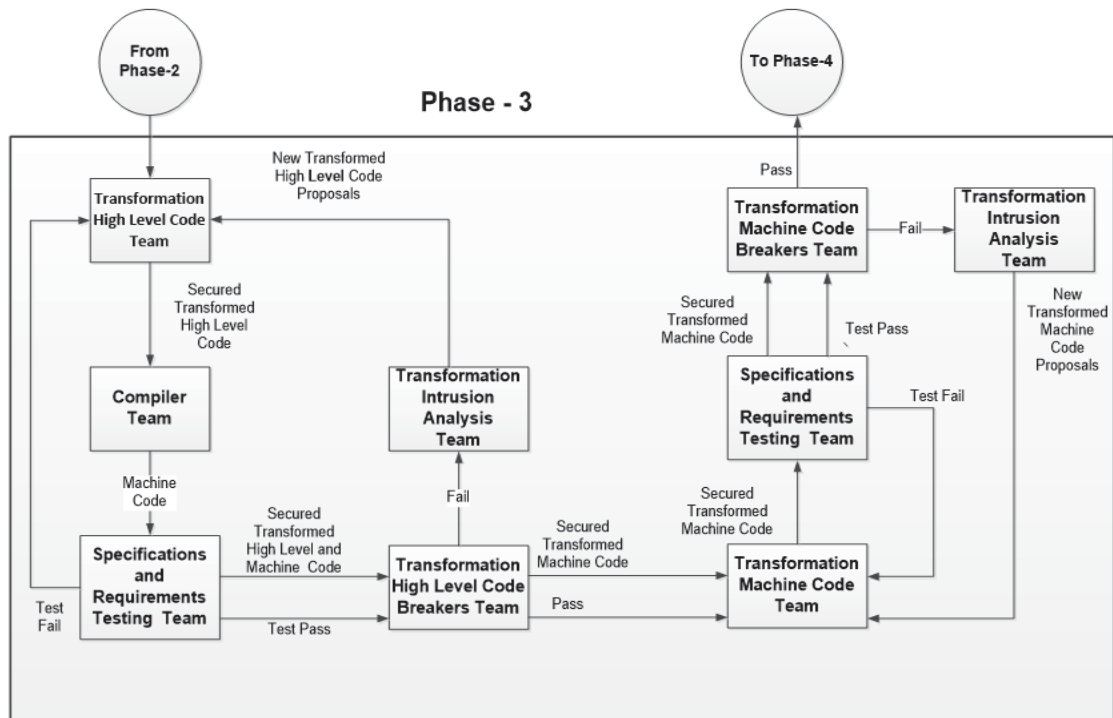 From
Phase-2
To Phase-4
Phase - 3
New Transformed
High Level Code
Proposals
Pass
Transformation
High Level Code
Team
Transformation
Machine Code
Breakers Team
Fail
Transformation
Intrusion
Analysis
Team
Secured
Transformed
High Level
Code
Secured
Transformed
Machine Code
Test Pass
New
Transformed
Machine
Code
Proposals
Compiler
Team
Transformation
Intrusion
Analysis
Team
Specifications
and
Requirements
Testing Team
Test Fail
Machine
Code
Fail
Secured
Transformed
Machine Code
Specifications
and
Requirements
Testing Team
Secured
Transformed
High Level and
Machine Code
Transformation
High Level Code
Breakers Team
Secured
Transformed
Machine Code
Transformation
Machine Code
Team
Test
Fail
Test Pass
Pass